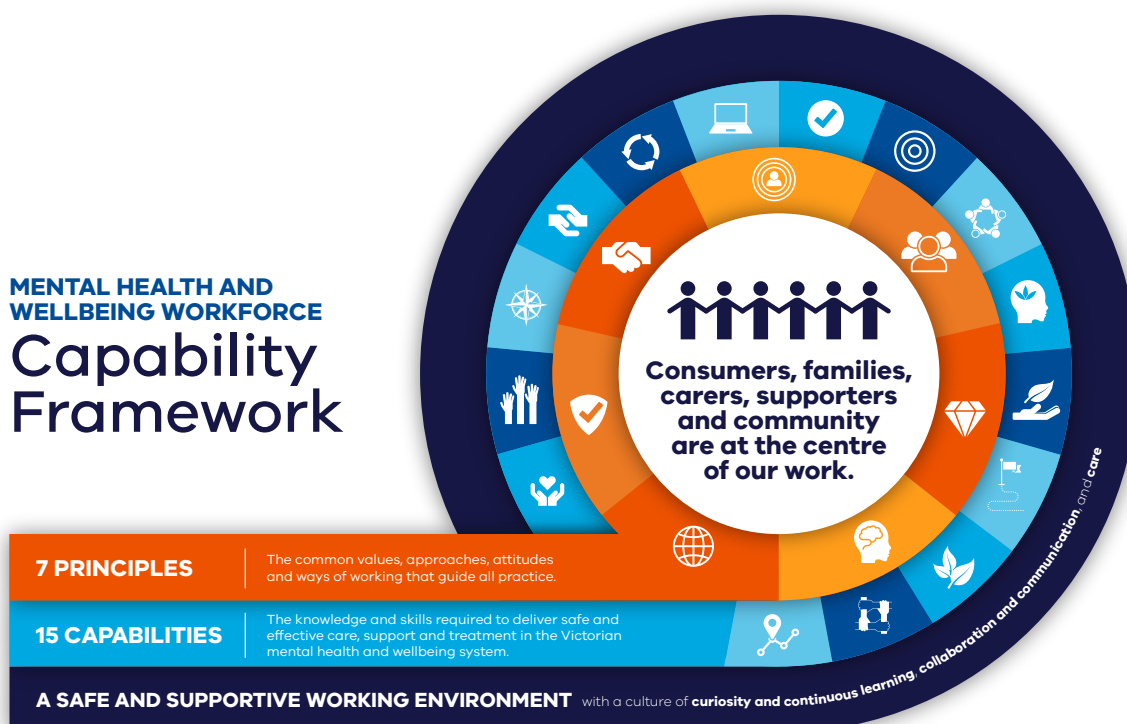 MENTAL HEALTH AND
WELLBEING WORKFORCE
Capability
Framework
Consumers, families,
carers, supporters
and community
are at the centre
of our work.
7 PRINCIPLES
The common values, approaches, attitudes
and ways of working that guide all practice.
15 CAPABILITIES
The knowledge and skills required to deliver safe and
effective care, support and treatment in the Victorian
mental health and wellbeing system.
A SAFE AND SUPPORTIVE WORKING ENVIRONMENT with a culture of curiosity and continuous learning, collaboration and communication, and care